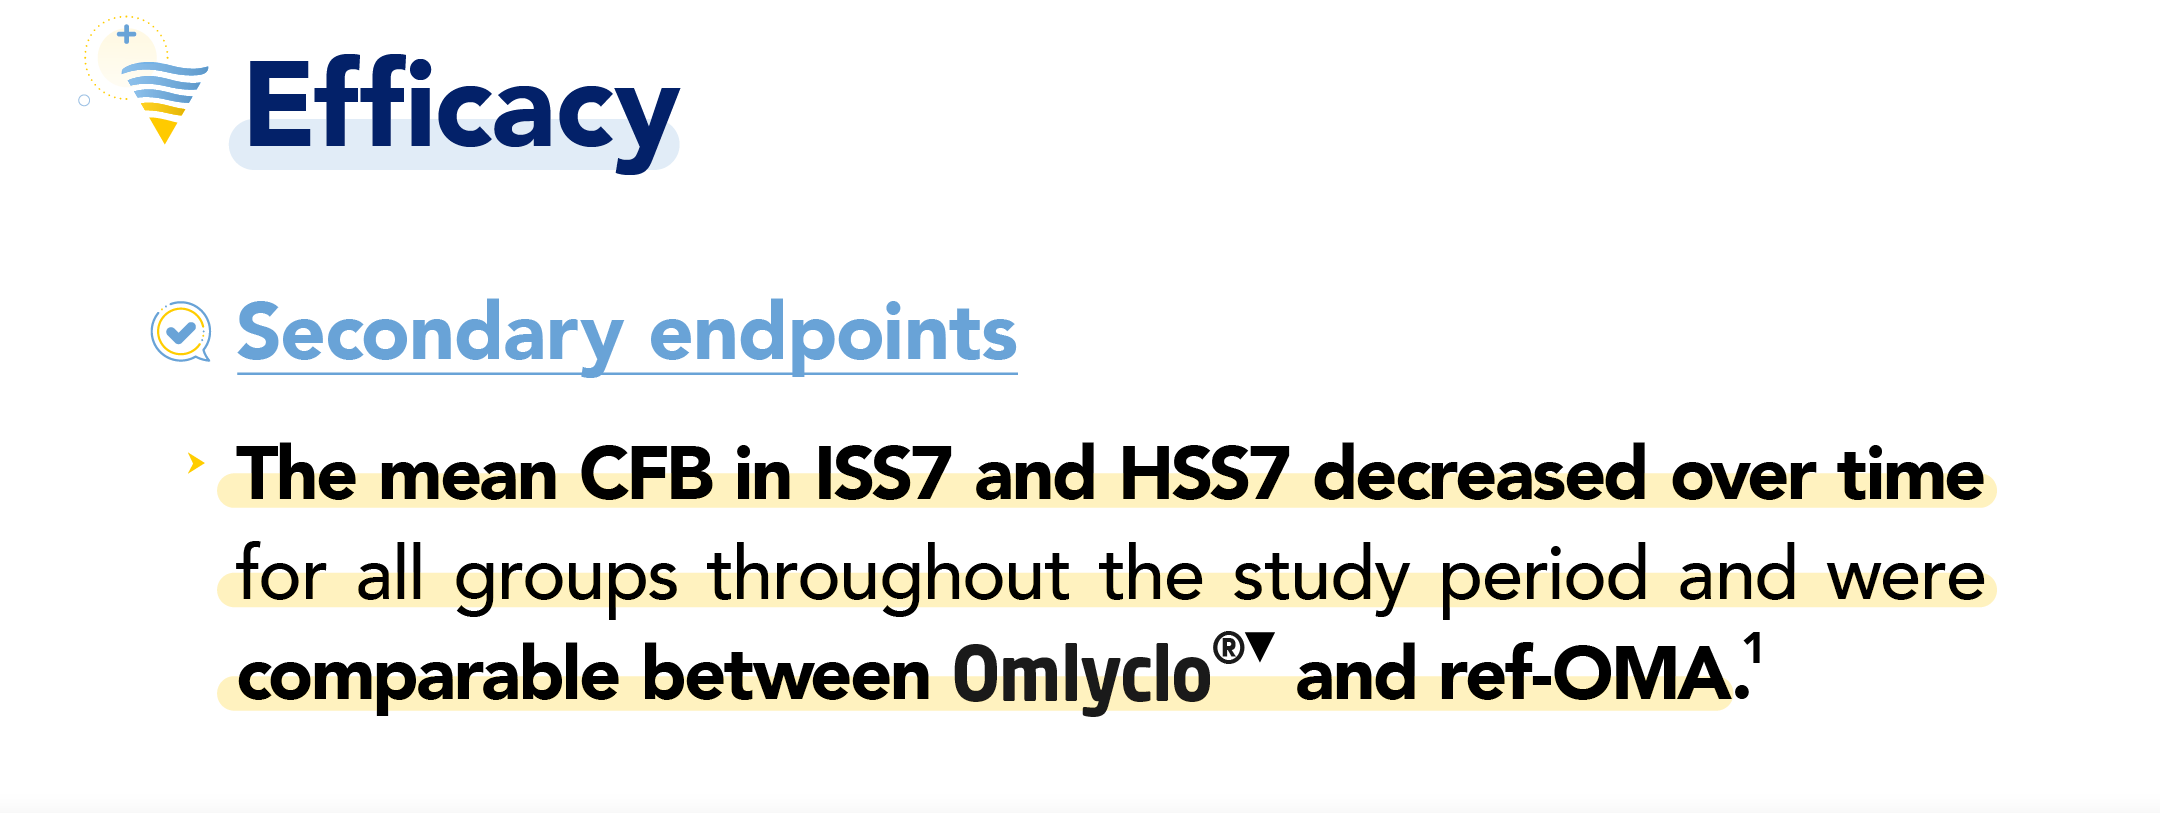 Efficacy
Secondary endpoints
The mean CFB in ISS7 and HSS7 decreased over time
for all groups throughout the study period and were
comparable between Omlyclo®▼ and ref-OMA.¹